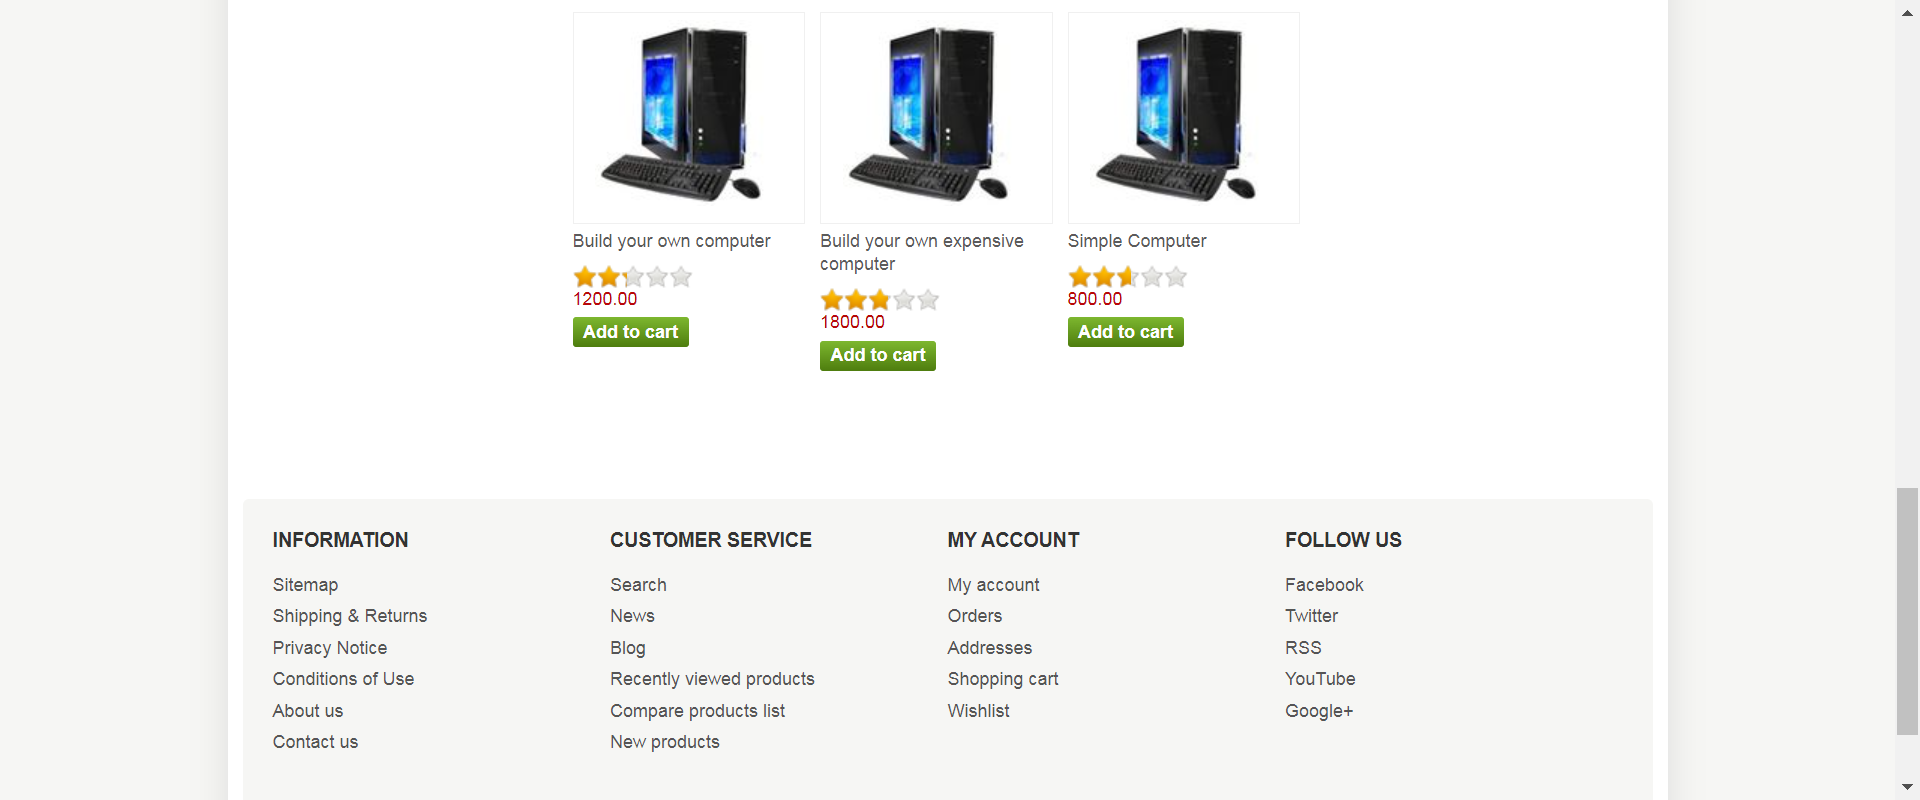 Build your own computer
1200.00
Add to cart
Build your own expensive
computer
1800.00
Add to cart
Simple Computer
800.00
Add to cart
INFORMATION
Sitemap
Shipping & Returns
Privacy Notice
Conditions of Use
About us
Contact us
CUSTOMER SERVICE
Search
News
Blog
Recently viewed products
Compare products list
New products
MY ACCOUNT
My account
Orders
Addresses
Shopping cart
Wishlist
FOLLOW US
Facebook
Twitter
RSS
YouTube
Google+